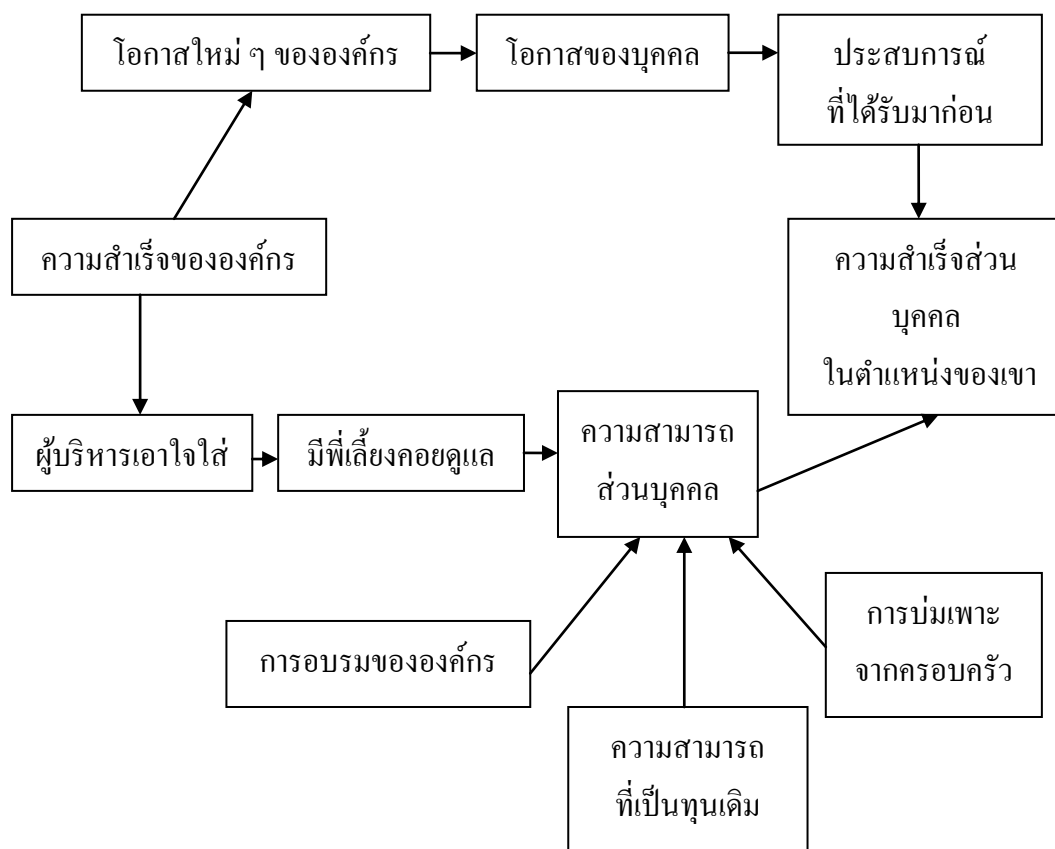 โอกาสใหม่ ๆ ขององค์กร
โอกาสของบุคคล
ประสบการณ์
ที่ได้รับมาก่อน
ความสำเร็จขององค์กร
ความสำเร็จส่วน
บุคคล
ในตำแหน่งของเขา
ผู้บริหารเอาใจใส่
มีพี่เลี้ยงคอยดูแล
ความสามารถ
ส่วนบุคคล
การอบรมขององค์กร
การบ่มเพาะ
จากครอบครัว
ความสามารถ
ที่เป็นทุนเดิม